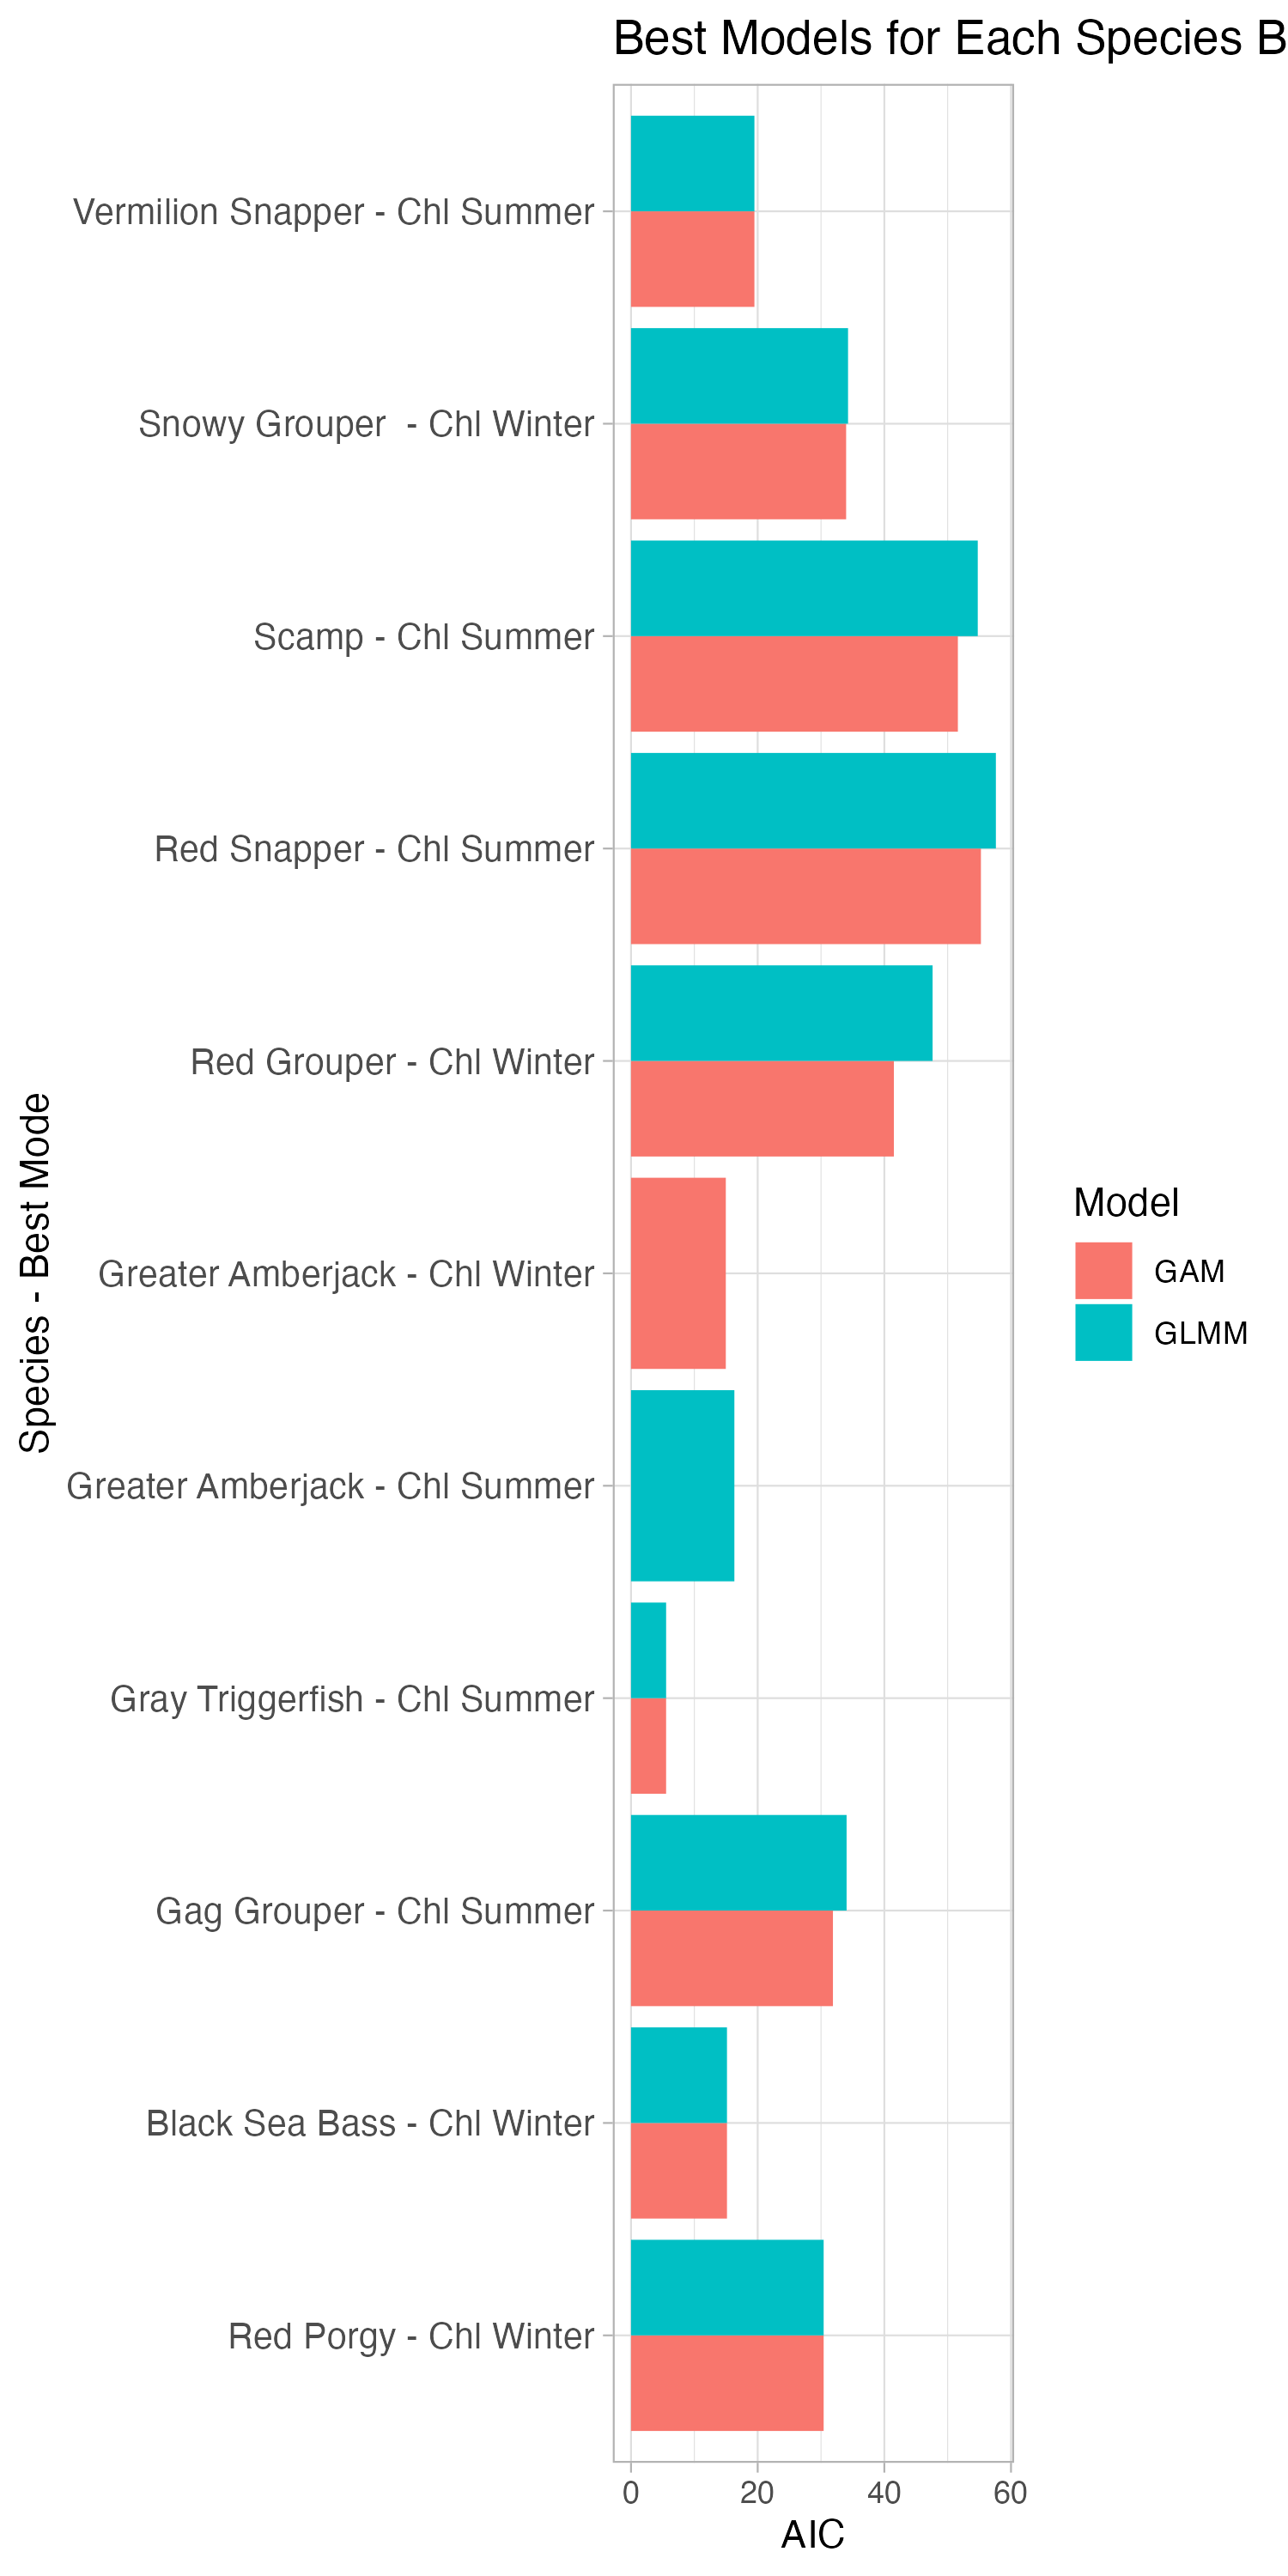 Best Models for Each Species B
Vermilion Snapper - Chl Summer
Snowy Grouper  - Chl Winter
Scamp - Chl Summer
Red Snapper - Chl Summer
Red Grouper - Chl Winter
Greater Amberjack - Chl Winter
Greater Amberjack - Chl Summer
Gray Triggerfish - Chl Summer
Gag Grouper - Chl Summer
Black Sea Bass - Chl Winter
Red Porgy - Chl Winter
Species - Best Mode
0 20 40 60
AIC
Model
GAM
GLMM